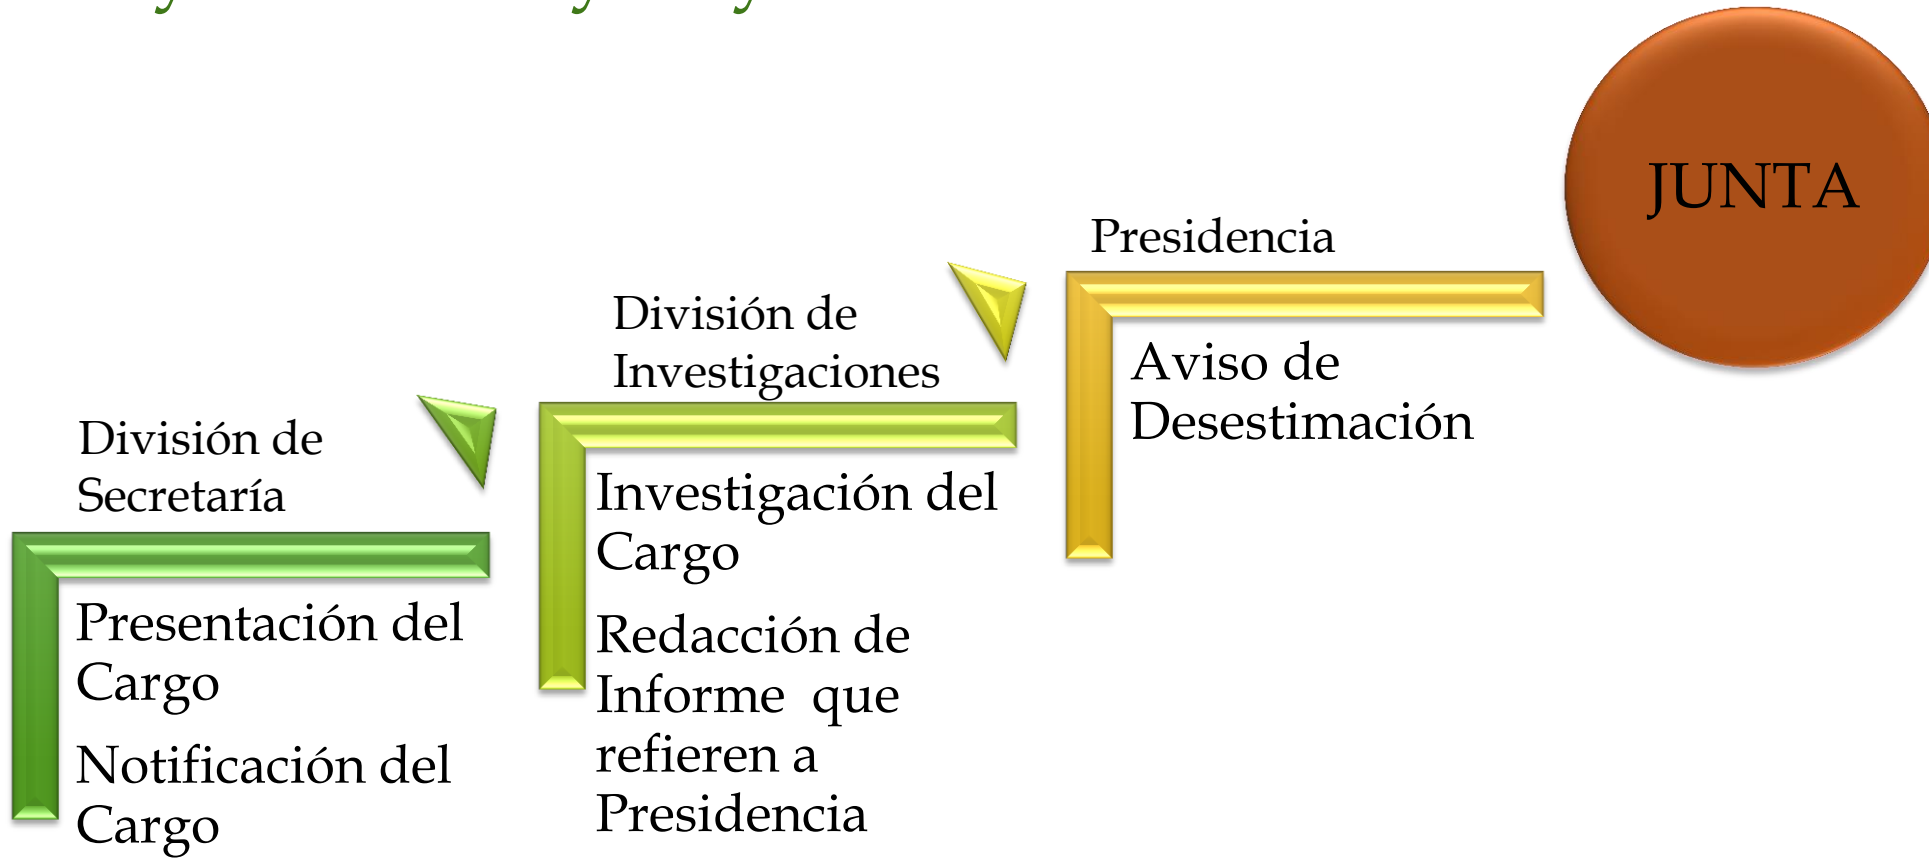 División de
Secretaría
Presentación del
Cargo
Notificación del
Cargo
División de
Investigaciones
Investigación del
Cargo
Redacción de
Informe  que
refieren a
Presidencia
Presidencia
Aviso de
Desestimación
JUNTA